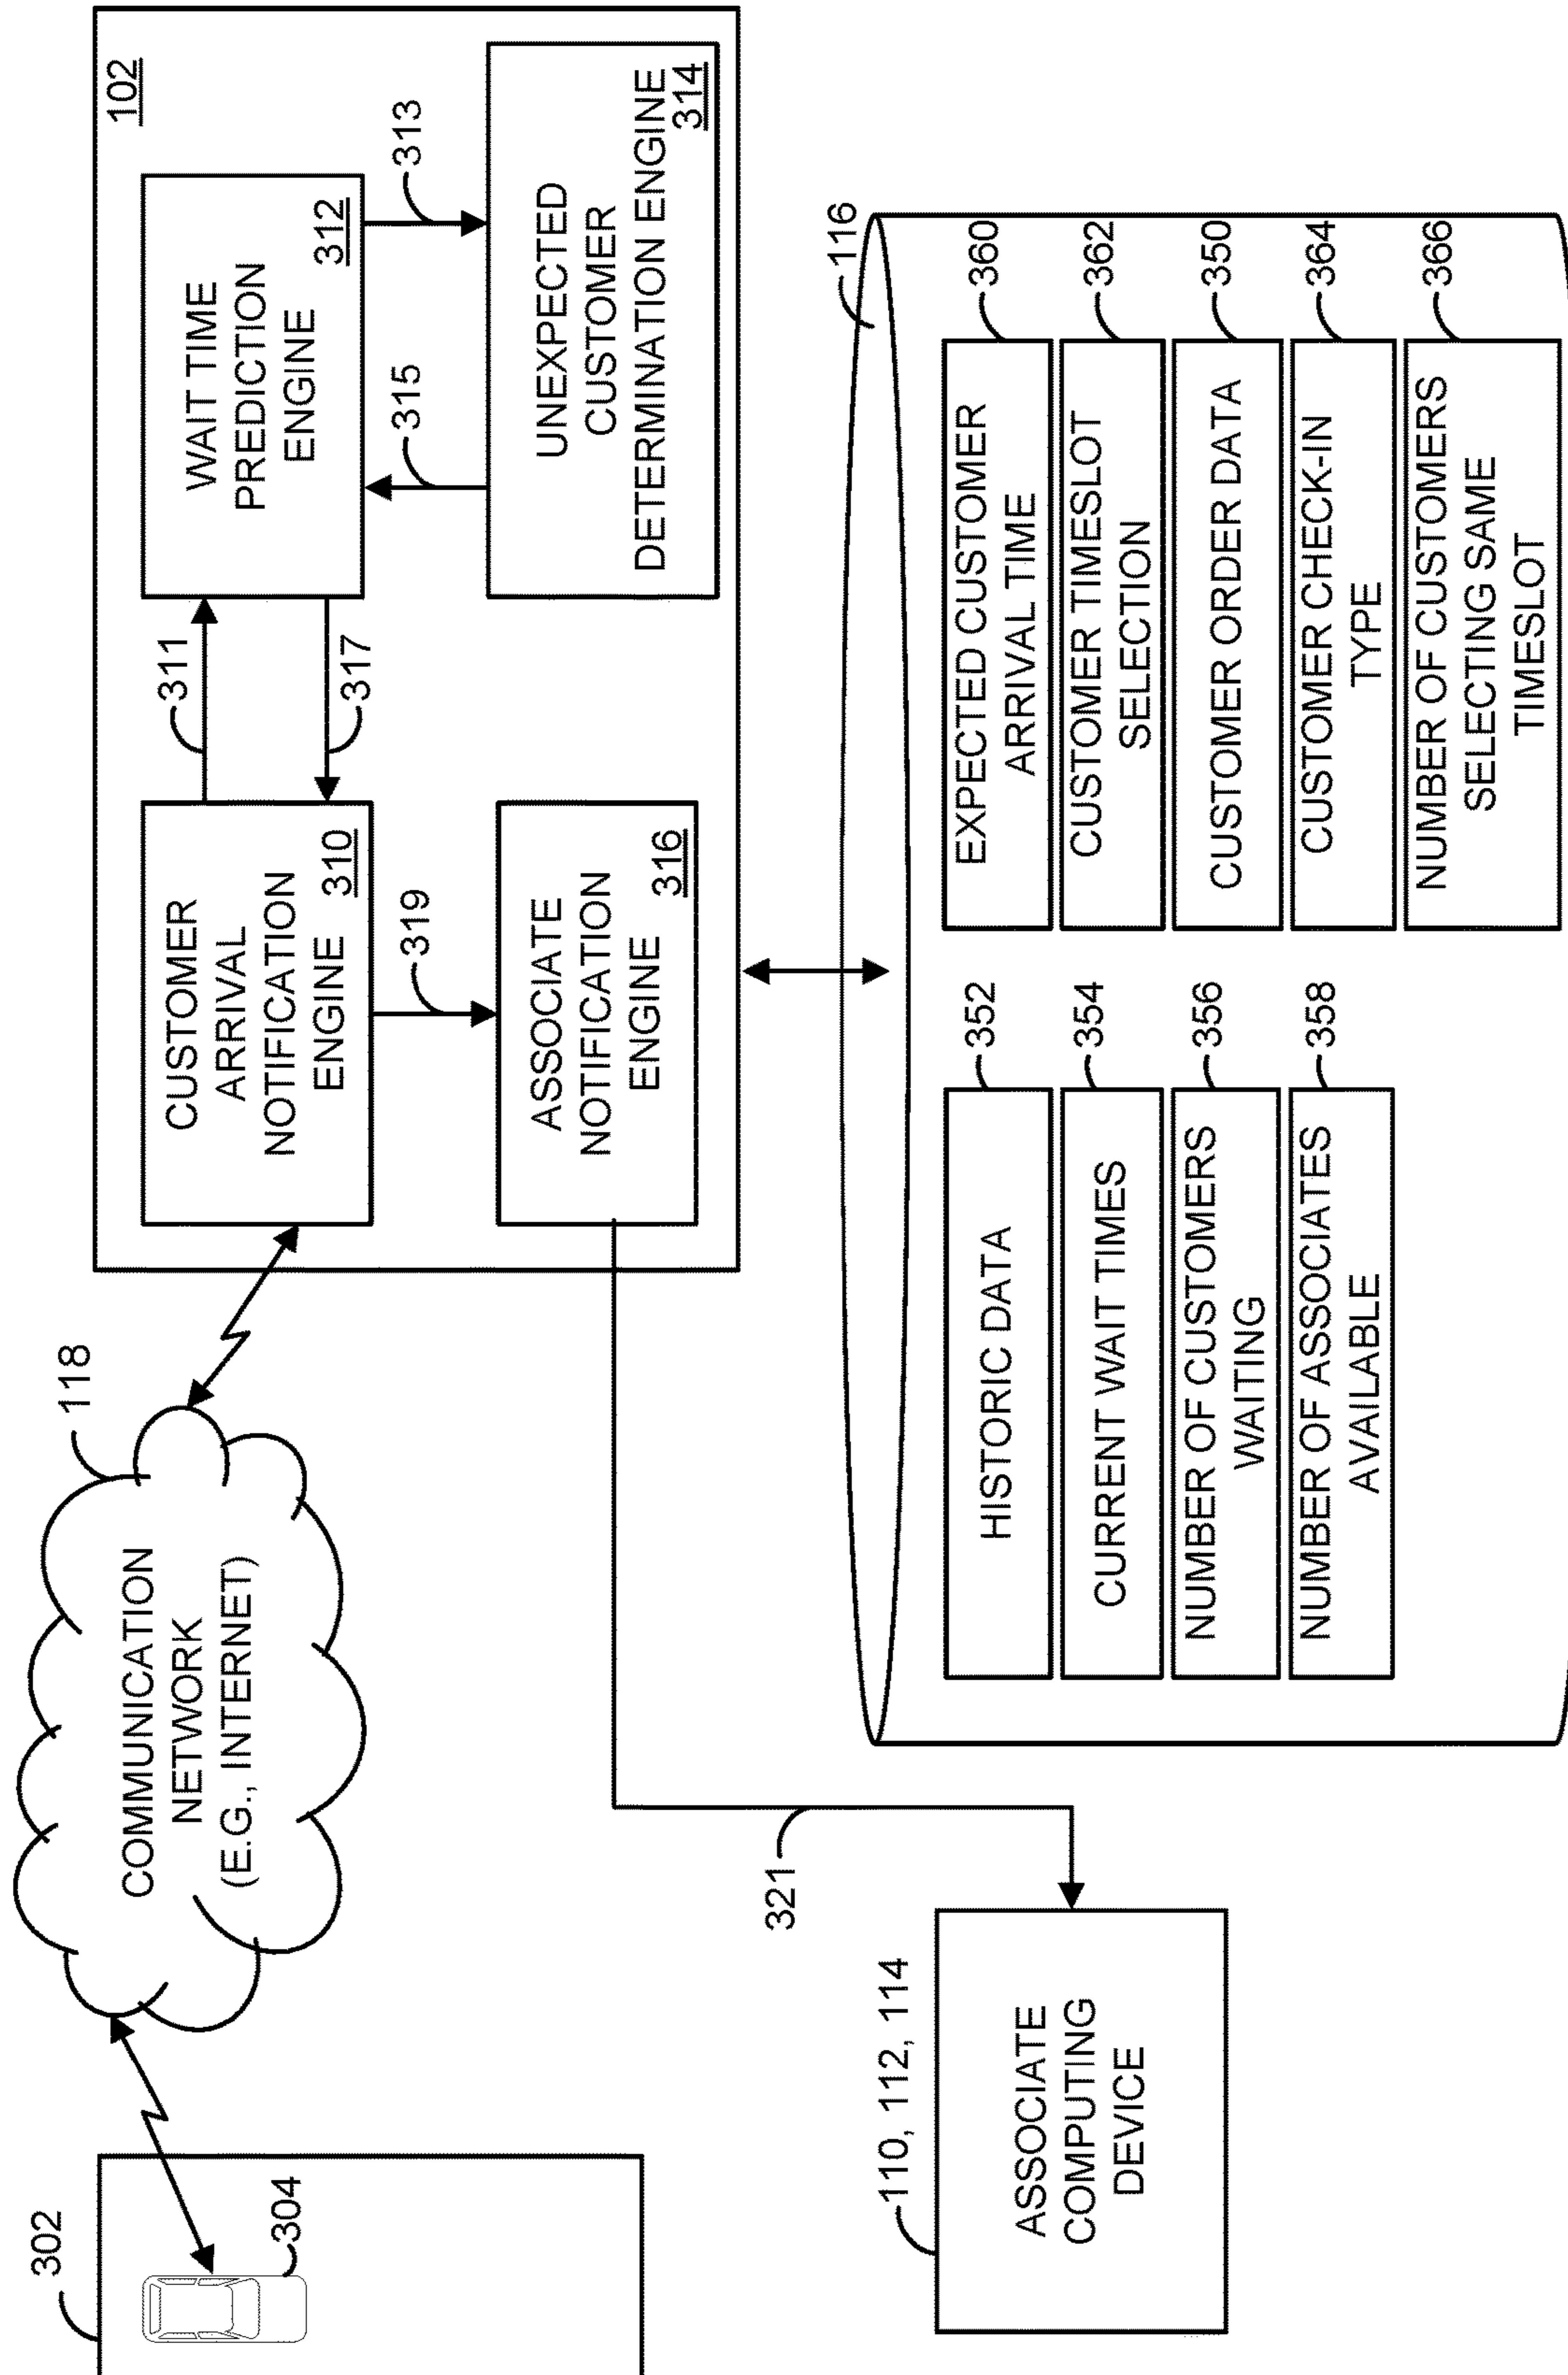 302
304
118
COMMUNICATION
NETWORK
(E.G., INTERNET)
102
CUSTOMER
ARRIVAL
NOTIFICATION
ENGINE
310
311
317
WAIT TIME
PREDICTION
ENGINE
312
319
315
313
ASSOCIATE
NOTIFICATION
ENGINE
316
UNEXPECTED
CUSTOMER
DETERMINATION ENGINE
314
321
110, 112, 114
ASSOCIATE
COMPUTING
DEVICE
116
HISTORIC DATA
352
CURRENT WAIT TIMES
354
NUMBER OF CUSTOMERS
WAITING
356
NUMBER OF ASSOCIATES
AVAILABLE
358
EXPECTED CUSTOMER
ARRIVAL TIME
360
CUSTOMER TIMESLOT
SELECTION
362
CUSTOMER ORDER DATA
350
CUSTOMER CHECK-IN
TYPE
364
NUMBER OF CUSTOMERS
SELECTING SAME
TIMESLOT
366